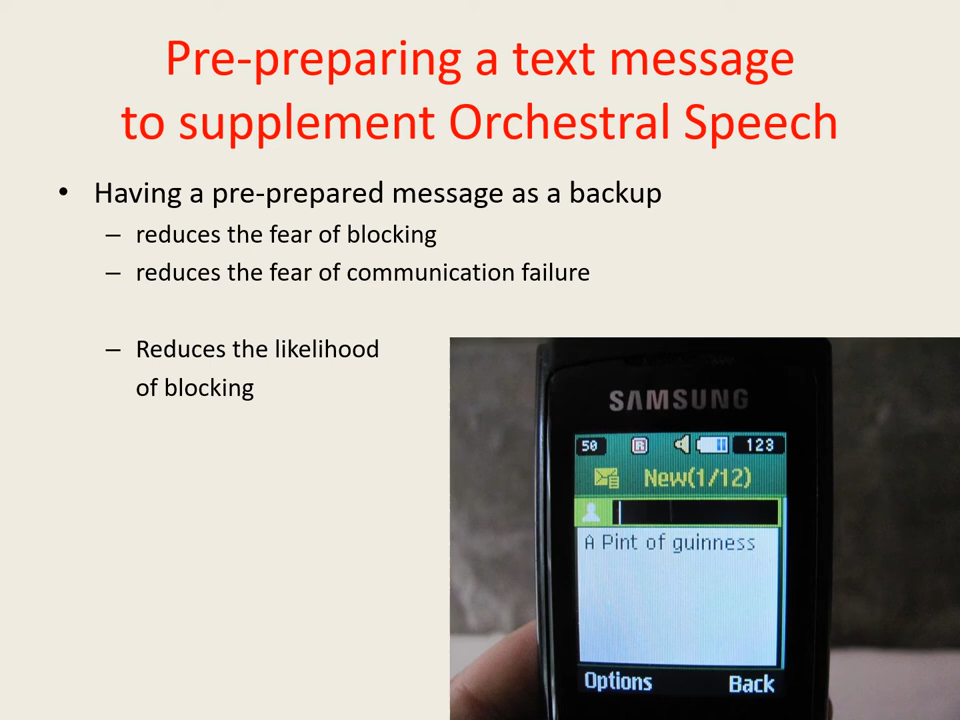 Pre-preparing a text message
to supplement Orchestral Speech
• Having a pre-prepared message as a backup
– reduces the fear of blocking
– reduces the fear of communication failure
– Reduces the likelihood
of blocking
SAMSUNG
50 R 123
New(1/12)
A Pint of guinness
Options Back